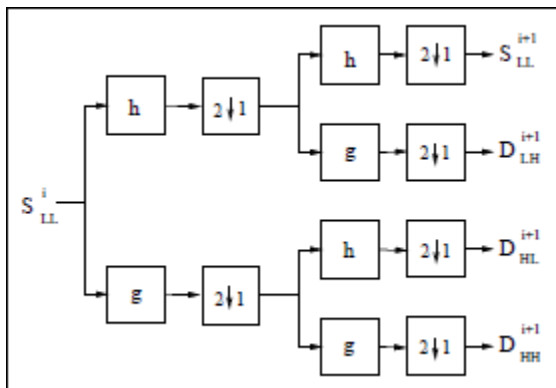 h 2↓1 S i+1 LL
h 2↓1
g 2↓1 D i+1 LH
S i LL
h 2↓1 D i+1 HL
g 2↓1
g 2↓1 D i+1 HH